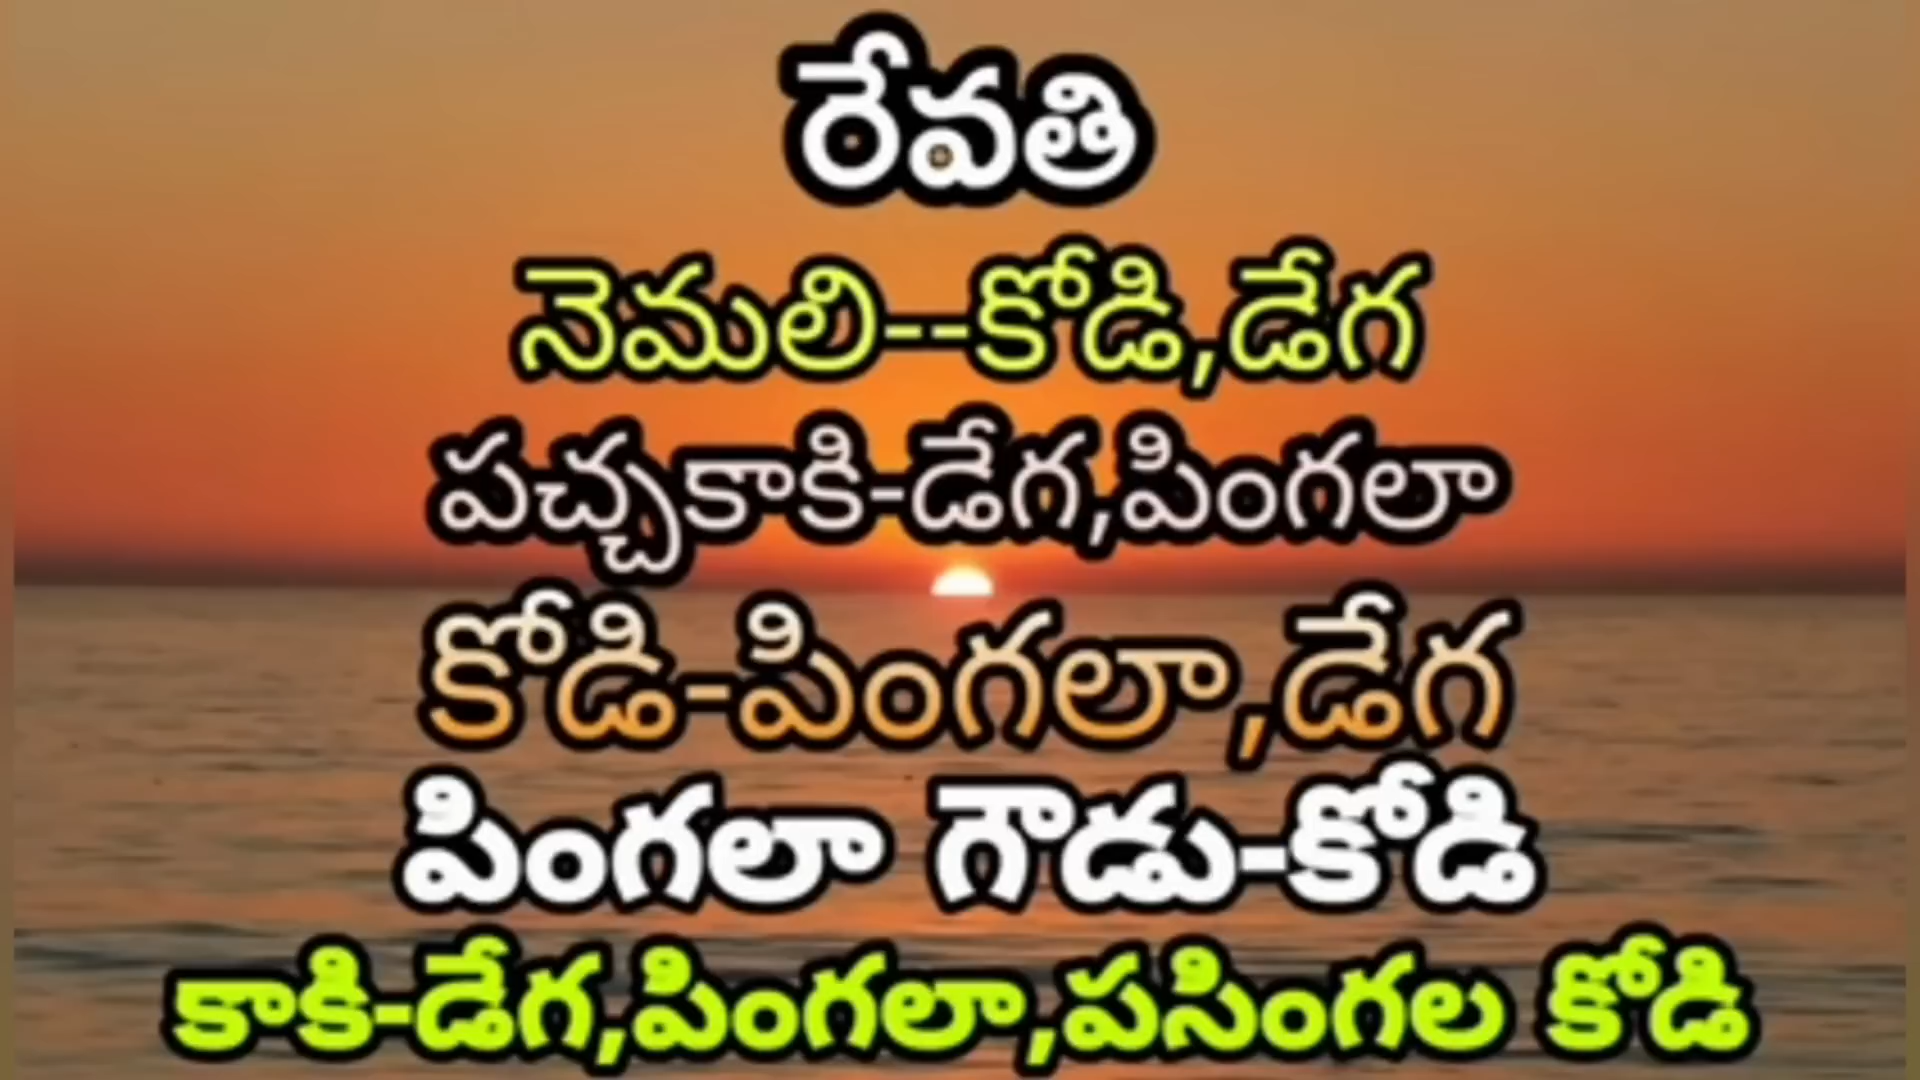 రేవతి
నెమలి--కోడి,డేగ
పచ్చకాకి-డేగ,పింగలా
కోడి-పింగలా,డేగ
పింగలా గౌడు-కోడి
కాకి-డేగ,పింగలా,పసింగల కోడి